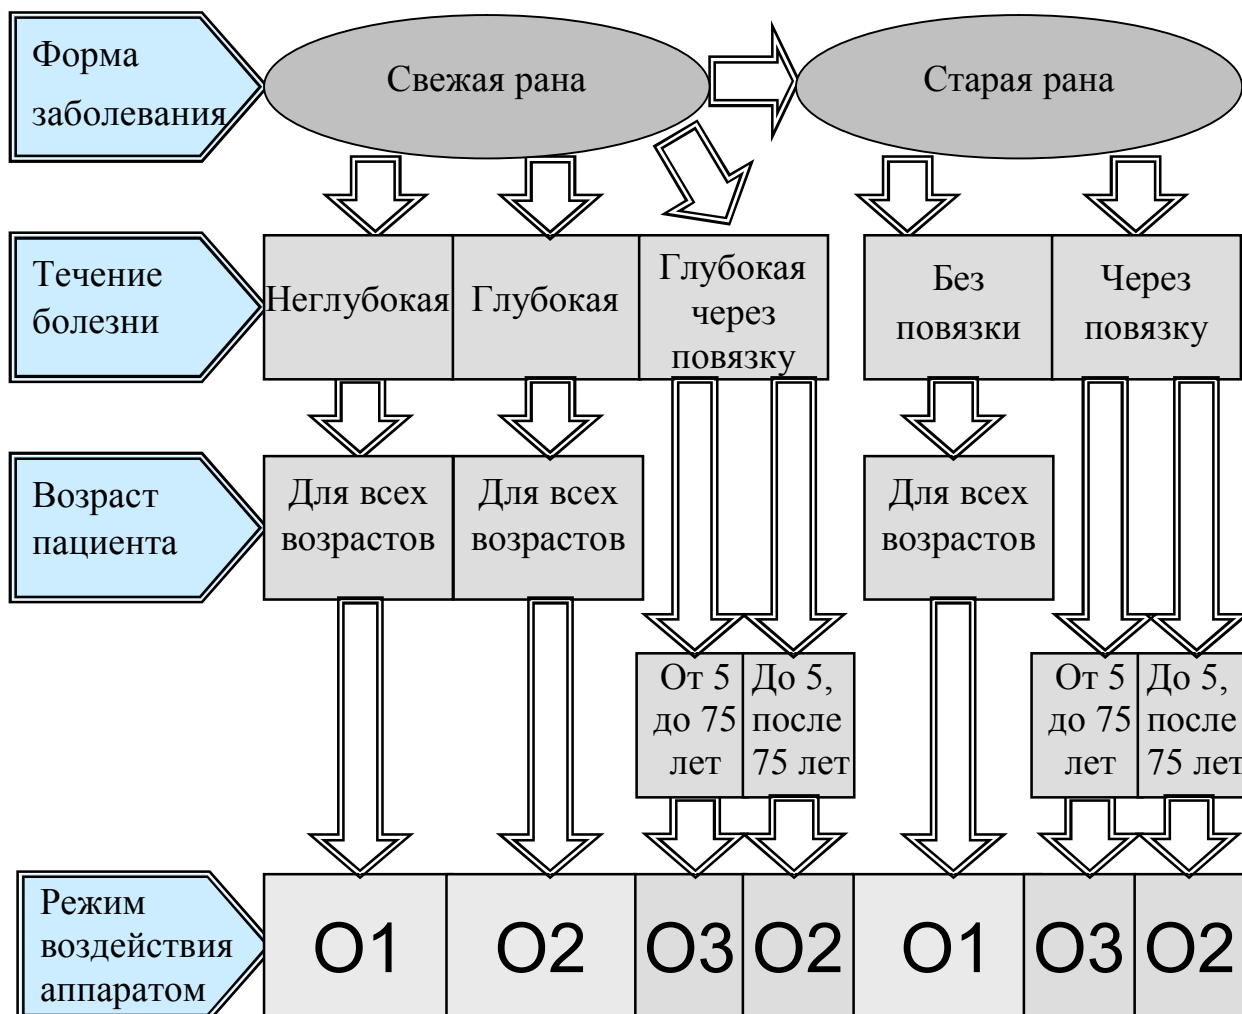 Форма
заболевания
Свежая рана
Старая рана
Течение
болезни
Неглубокая
Глубокая
Глубокая
через
повязку
Без
повязки
Через
повязку
Возраст
пациента
Для всех
возрастов
Для всех
возрастов
Для всех
возрастов
От 5
до 75
лет
До 5,
после
75 лет
От 5
до 75
лет
До 5,
после
75 лет
Режим
воздействия
аппаратом
О1
О2
О3
О2
О1
О3
О2